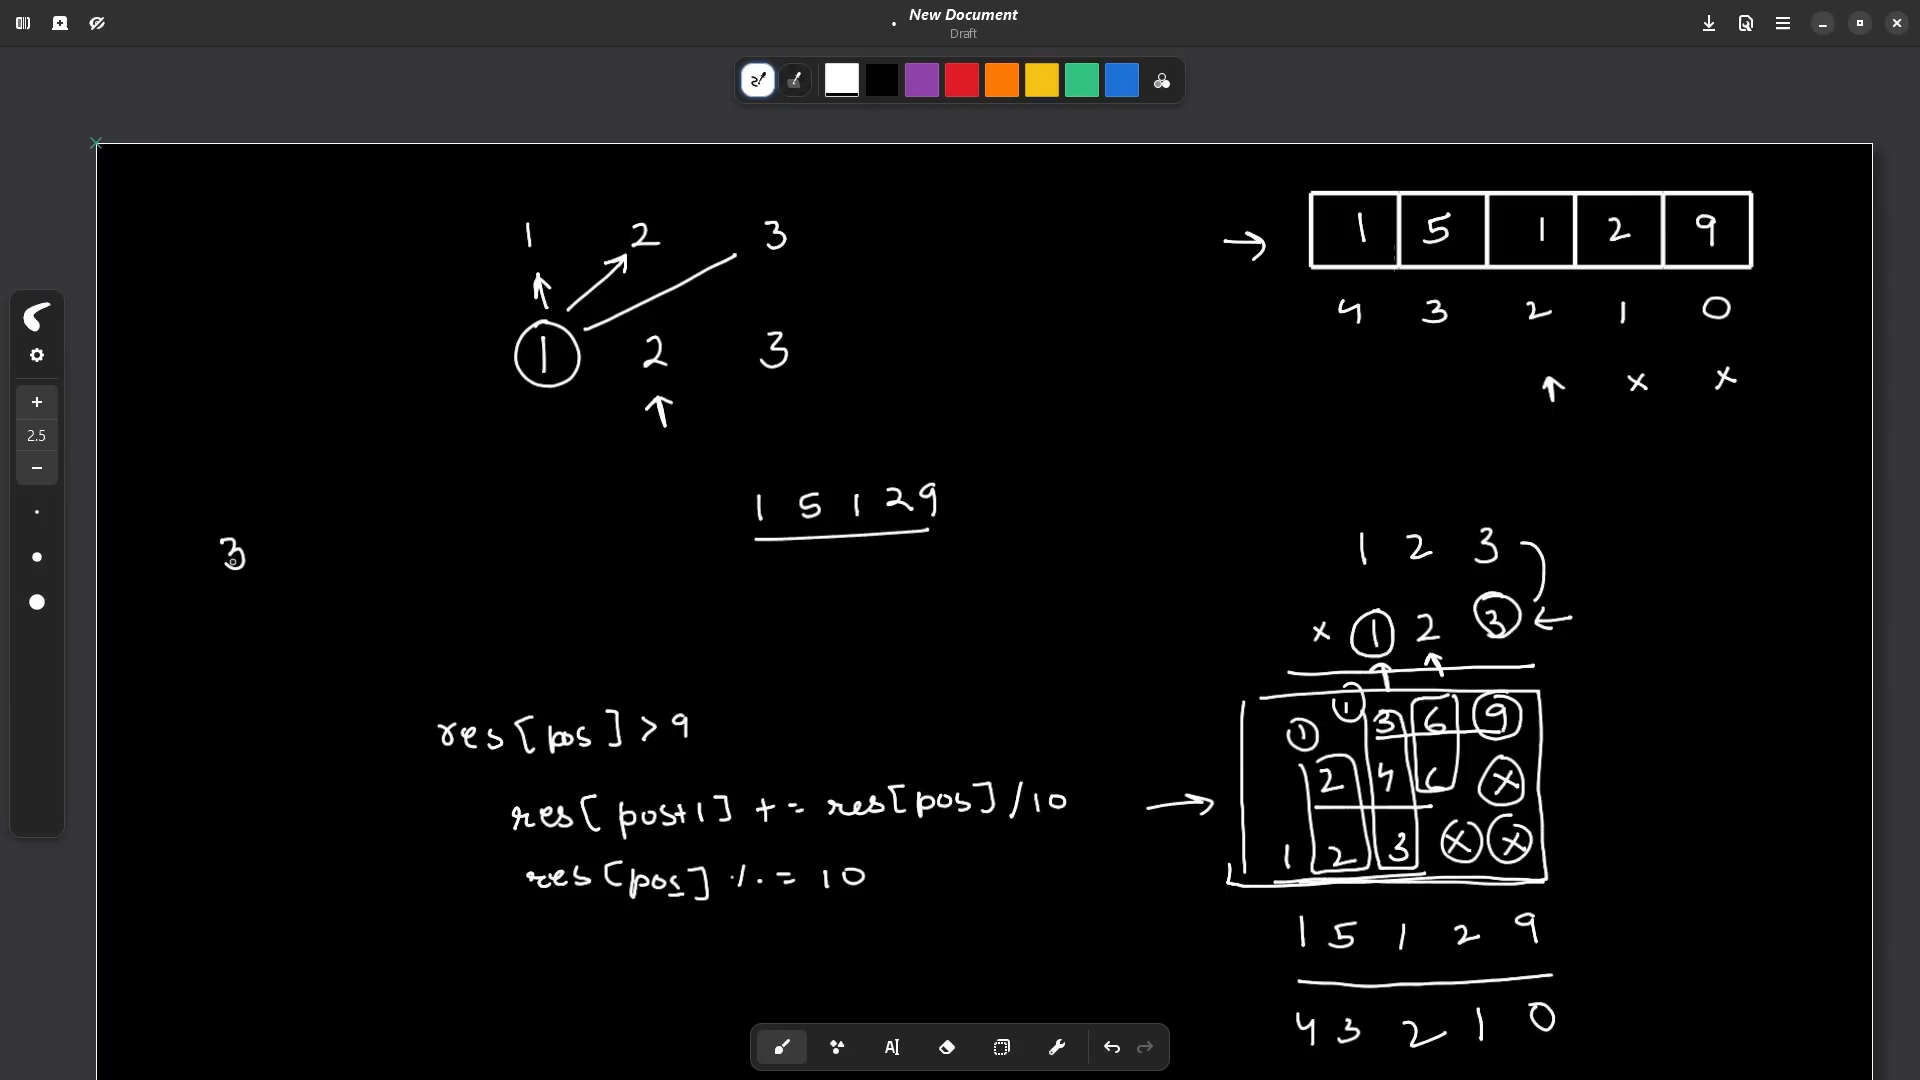 New Document
Draft
1 2 3
1 2 3
→ 1 5 1 2 9
4 3 2 1 0
x x
1 5 1 2 9
3
2.5
1 2 3
x 1 2 3
res[pos] > 9
res[pos+1] += res[pos]/10
res[pos] %= 10
1 1 3 6 9
2 4 6 x
1 2 3 x x
1 5 1 2 9
4 3 2 1 0
AI